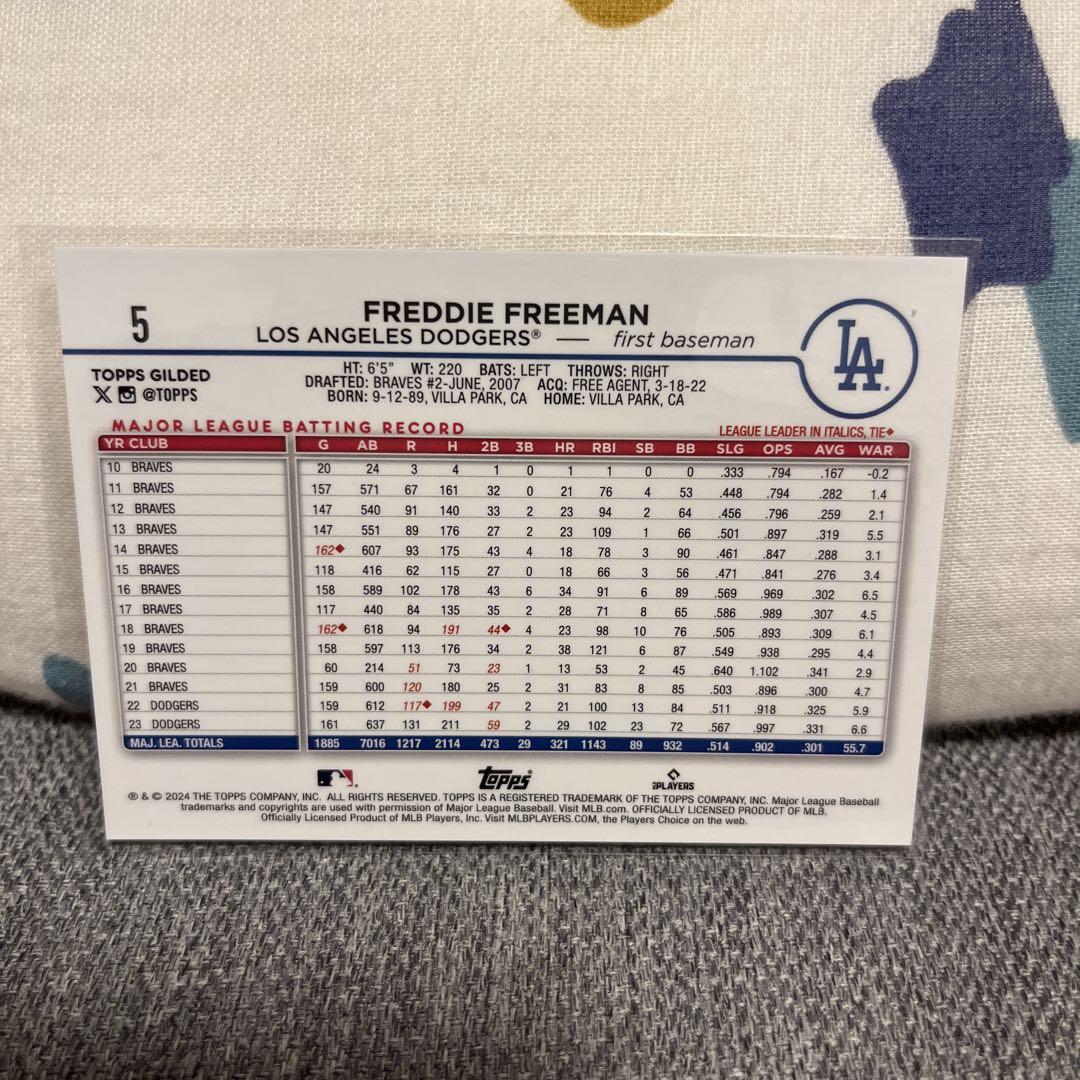 5
FREDDIE FREEMAN
LOS ANGELES DODGERS® — first baseman
LA
TOPPS GILDED
@TOPPS
HT: 6'5" WT: 220 BATS: LEFT THROWS: RIGHT
DRAFTED: BRAVES #2-JUNE, 2007 ACQ: FREE AGENT, 3-18-22
BORN: 9-12-89, VILLA PARK, CA HOME: VILLA PARK, CA
MAJOR LEAGUE BATTING RECORD LEAGUE LEADER IN ITALICS, TIE◆
YR CLUB G AB R H 2B 3B HR RBI SB BB SLG OPS AVG WAR
10 BRAVES 20 24 3 4 1 0 1 1 0 0 .333 .794 .167 -0.2
11 BRAVES 157 571 67 161 32 0 21 76 4 53 .448 .794 .282 1.4
12 BRAVES 147 540 91 140 33 2 23 94 2 64 .456 .796 .259 2.1
13 BRAVES 147 551 89 176 27 2 23 109 1 66 .501 .897 .319 5.5
14 BRAVES 162◆ 607 93 175 43 4 18 78 3 90 .461 .847 .288 3.1
15 BRAVES 118 416 62 115 27 0 18 66 3 56 .471 .841 .276 3.4
16 BRAVES 158 589 102 178 43 6 34 91 6 89 .569 .969 .302 6.5
17 BRAVES 117 440 84 135 35 2 28 71 8 65 .586 .989 .307 4.5
18 BRAVES 162◆ 618 94 191 44◆ 4 23 98 10 76 .505 .893 .309 6.1
19 BRAVES 158 597 113 176 34 2 38 121 6 87 .549 .938 .295 4.4
20 BRAVES 60 214 51 73 23 1 13 53 2 45 .640 1.102 .341 2.9
21 BRAVES 159 600 120 180 25 2 31 83 8 85 .503 .896 .300 4.7
22 DODGERS 159 612 117◆ 199 47 2 21 100 13 84 .511 .918 .325 5.9
23 DODGERS 161 637 131 211 59 2 29 102 23 72 .567 .997 .331 6.6
MAJ. LEA. TOTALS 1885 7016 1217 2114 473 29 321 1143 89 932 .514 .902 .301 55.7
topps PLAYERS
® & © 2024 THE TOPPS COMPANY, INC. ALL RIGHTS RESERVED. TOPPS IS A REGISTERED TRADEMARK OF THE TOPPS COMPANY, INC. Major League Baseball
trademarks and copyrights are used with permission of Major League Baseball. Visit MLB.com. OFFICIALLY LICENSED PRODUCT OF MLB.
Officially Licensed Product of MLB Players, Inc. Visit MLBPLAYERS.COM, the Players Choice on the web.